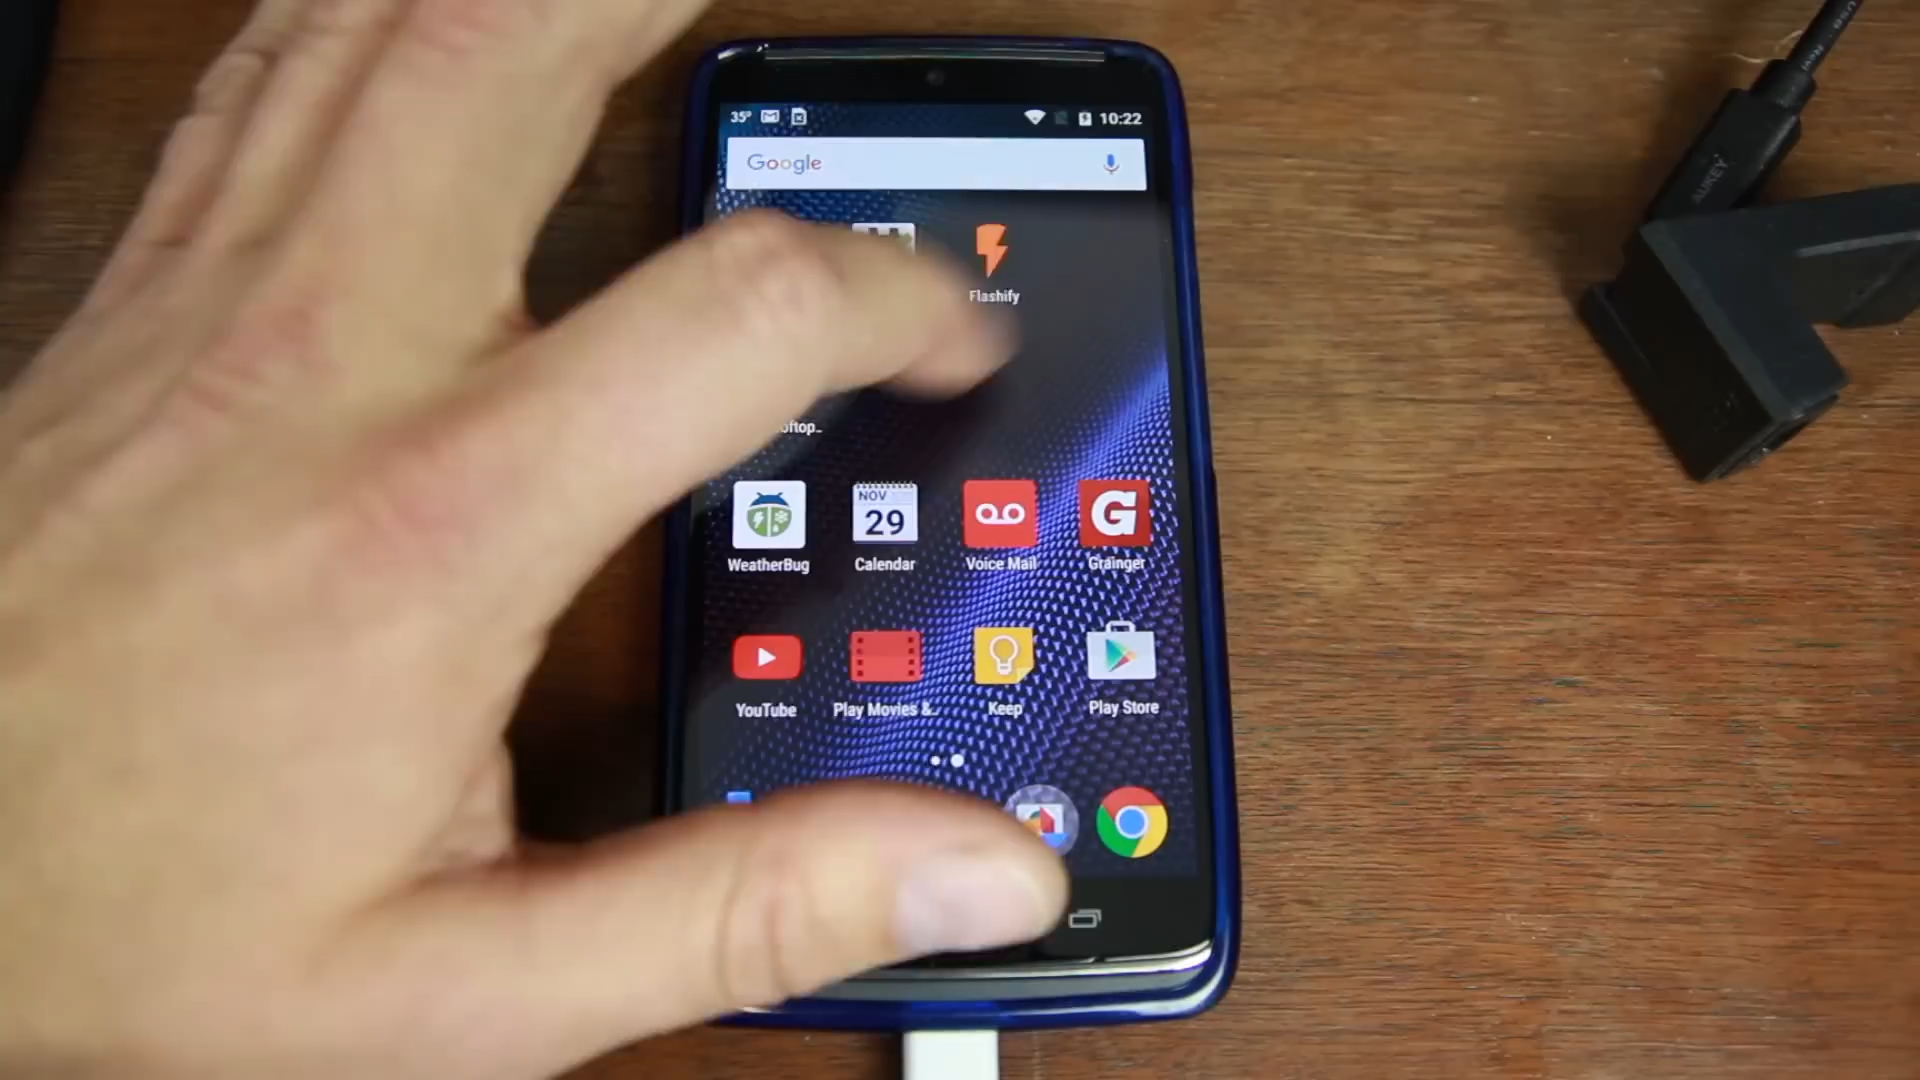 35° 10:22
Google
Flashify
oftop..
WeatherBug Calendar Voice Mail Grainger
NOV
29
G
YouTube Play Movies &.. Keep Play Store
AUKEY